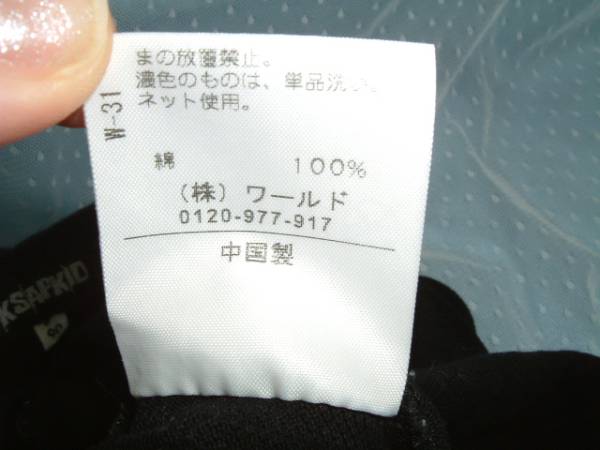 まの放置禁止。
濃色のものは、単品洗い。
ネット使用。
W-31
綿 100%
(株)ワールド
0120-977-917
中国製